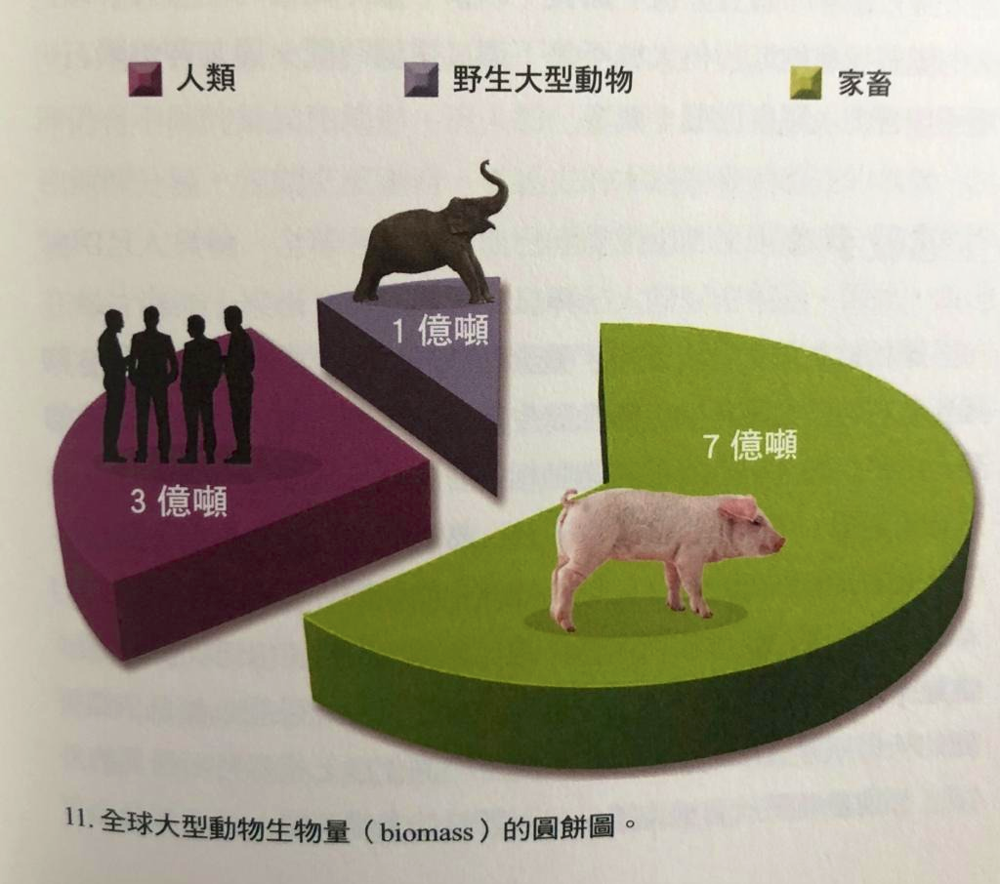 人類
野生大型動物
家畜
1 億噸
7 億噸
3 億噸
11. 全球大型動物生物量（biomass）的圓餅圖。